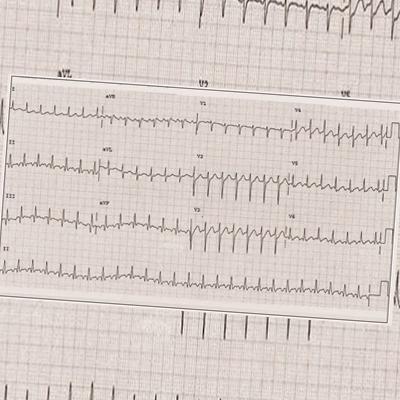 aVL V3 V6
I aVR V1 V4
II aVL V2 V5
III aVF V3 V6
II